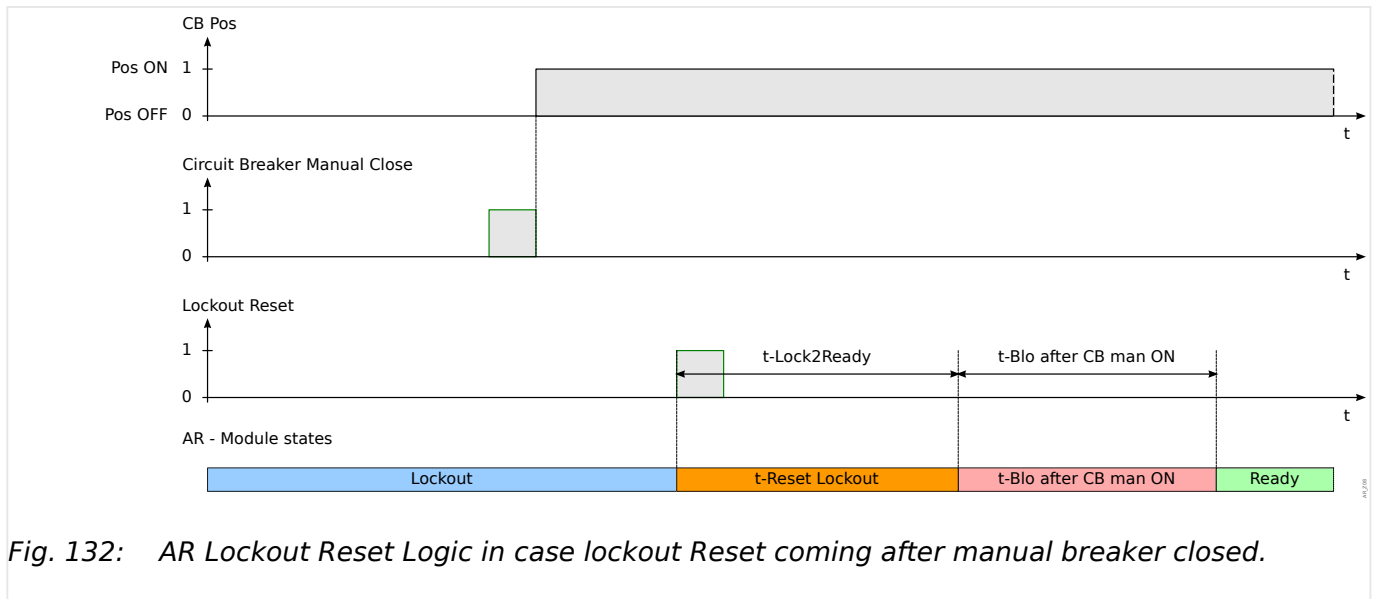 CB Pos
Pos ON 1
Pos OFF 0
t
Circuit Breaker Manual Close
1
0
t
Lockout Reset
1 t-Lock2Ready t-Blo after CB man ON
0
t
AR - Module states
Lockout t-Reset Lockout t-Blo after CB man ON Ready
Fig. 132: AR Lockout Reset Logic in case lockout Reset coming after manual breaker closed.